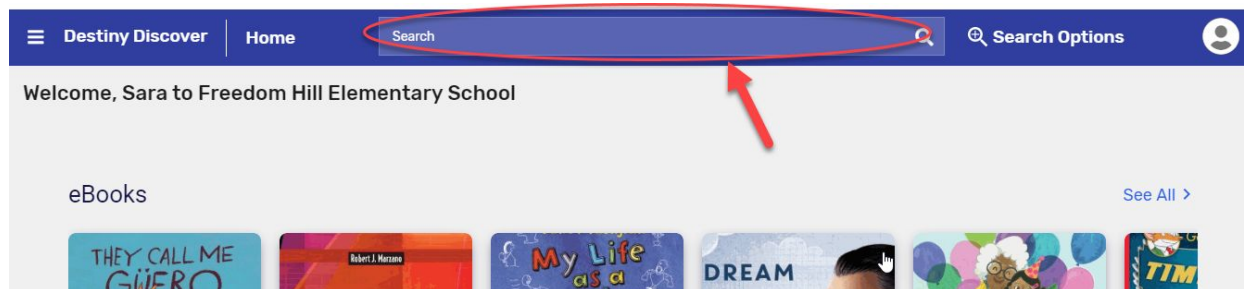 Destiny Discover Home Search Search Options
Welcome, Sara to Freedom Hill Elementary School
eBooks See All >
THEY CALL ME
GÜERO
Robert J. Marzano
My Life
as a
DREAM
TIM